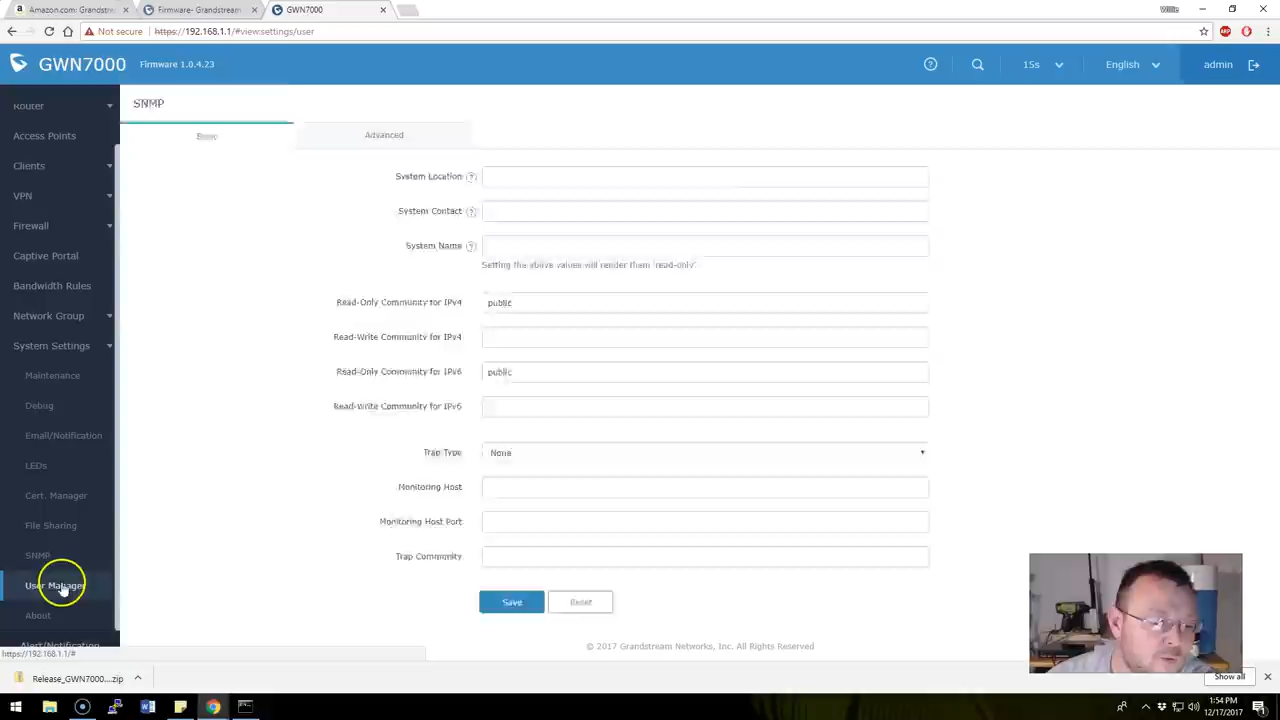 Amazon.com: Grandstre
Firmware- Grandstream
GWN7000
Willie
Not secure
https://192.168.1.1/#view:settings/user
ABP
GWN7000
Firmware 1.0.4.23
15s
English
admin
Router
Access Points
Clients
VPN
Firewall
Captive Portal
Bandwidth Rules
Network Group
System Settings
Maintenance
Debug
Email/Notification
LEDs
Cert. Manager
File Sharing
SNMP
User Manager
About
Alert/Notification
SNMP
Basic
Advanced
System Location
System Contact
System Name
Setting the above values will render them 'read-only'.
Read-Only Community for IPv4
public
Read-Write Community for IPv4
Read-Only Community for IPv6
public
Read-Write Community for IPv6
Trap Type
None
Monitoring Host
Monitoring Host Port
Trap Community
Save
Reset
© 2017 Grandstream Networks, Inc. All Rights Reserved
https://192.168.1.1/#
Release_GWN7000....zip
Show all
1:54 PM
12/17/2017